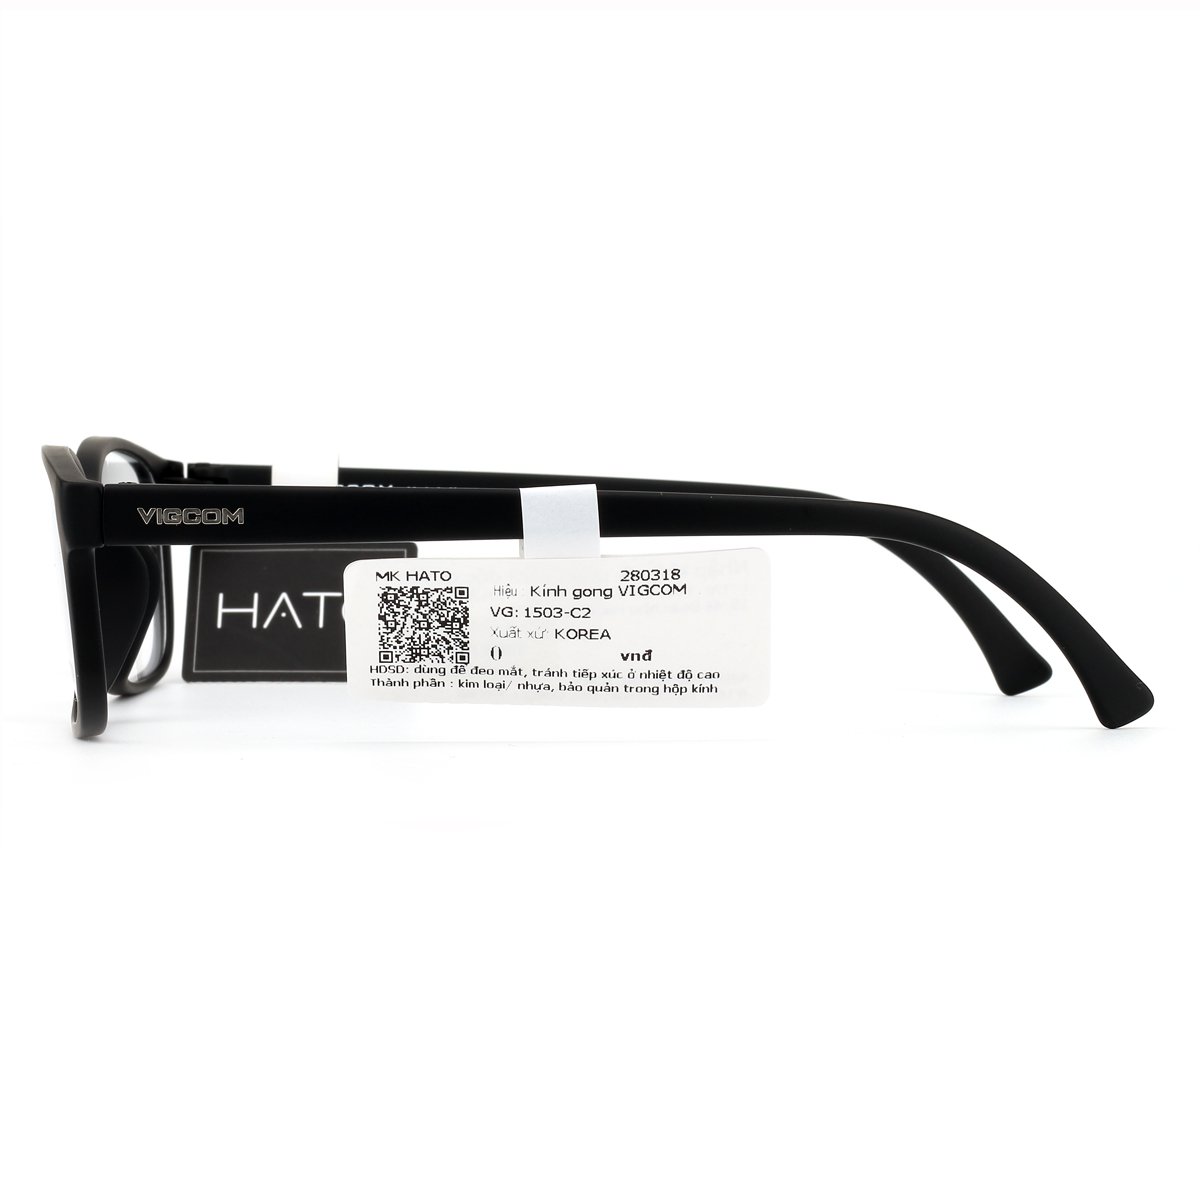 VIGCOM
HATO
MK HATO 280318
Hiệu : Kính gong VIGCOM
VG: 1503-C2
Xuất xứ: KOREA
0 vnđ
HDSD: dùng để đeo mắt, tránh tiếp xúc ở nhiệt độ cao
Thành phần : kim loại/ nhựa, bảo quản trong hộp kính